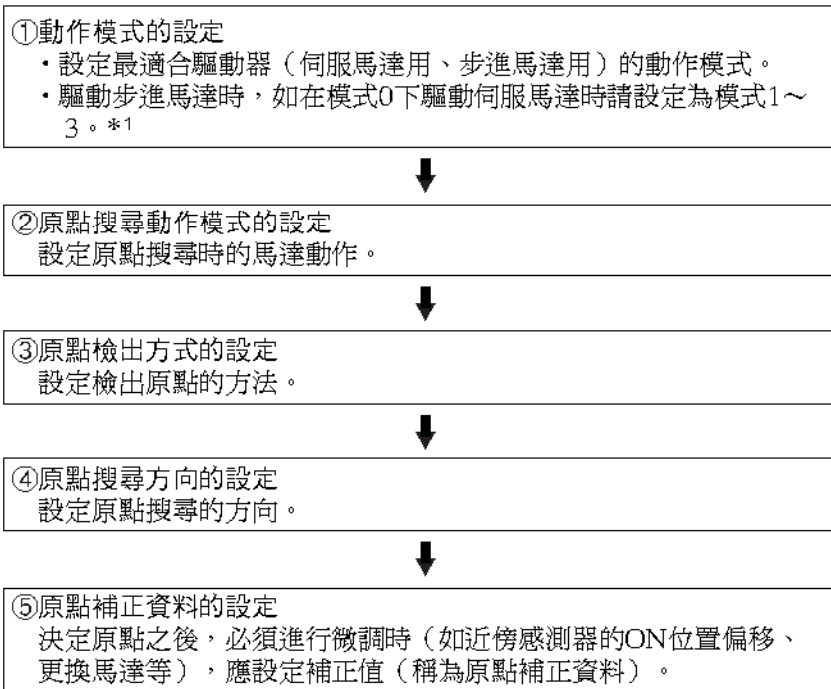 ①動作模式的設定
・設定最適合驅動器（伺服馬達用、步進馬達用）的動作模式。
・驅動步進馬達時，如在模式0下驅動伺服馬達時請設定為模式1～
3。*1
②原點搜尋動作模式的設定
設定原點搜尋時的馬達動作。
③原點檢出方式的設定
設定檢出原點的方法。
④原點搜尋方向的設定
設定原點搜尋的方向。
⑤原點補正資料的設定
決定原點之後，必須進行微調時（如近傍感測器的ON位置偏移、
更換馬達等），應設定補正值（稱為原點補正資料）。